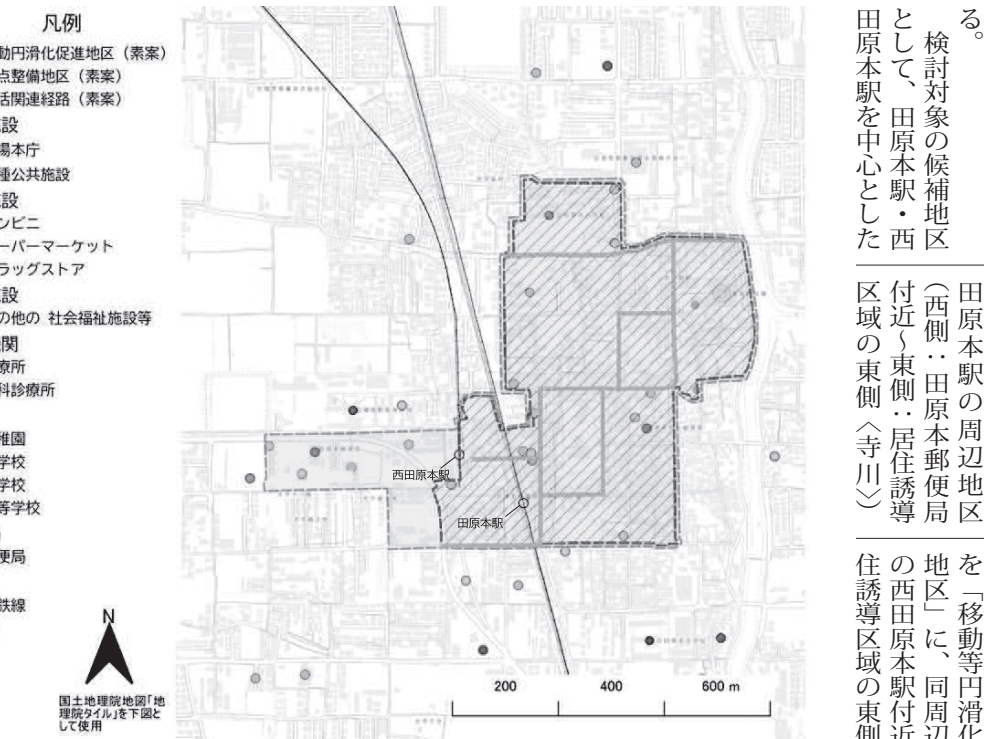 凡例
動円滑化促進地区（素案）
点整備地区（素案）
活関連経路（素案）
設
場本庁
種公共施設
設
ンビニ
ーパーマーケット
ラッグストア
設
の他の 社会福祉施設等
関
療所
科診療所
稚園
学校
学校
等学校
便局
鉄線
N
国土地理院地図「地
理院タイル」を下図と
して使用
西田原本駅
田原本駅
200
400
600 m
る。
検討対象の候補地区
として、田原本駅・西
田原本駅を中心とした
田原本駅の周辺地区
（西側：田原本郵便局
付近～東側：居住誘導
区域の東側〈寺川〉）
を「移動等円滑化
地区」に、同周辺
の西田原本駅付近
住誘導区域の東側